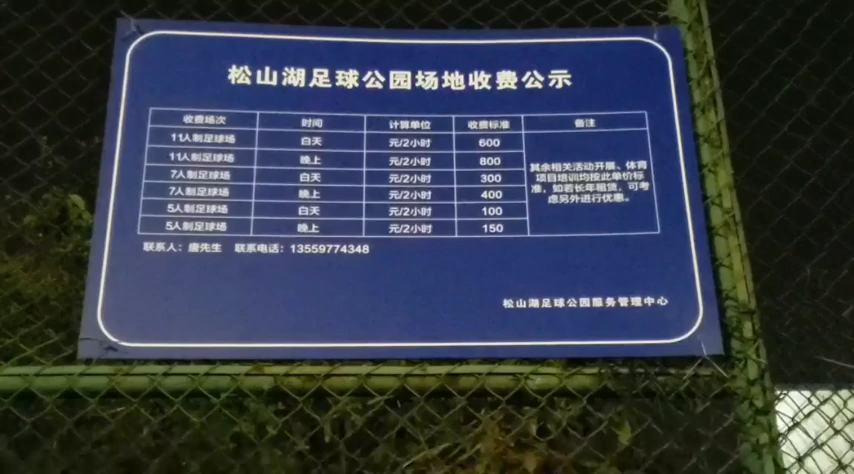 松山湖足球公园场地收费公示
收费场次 时间 计算单位 收费标准 备注
11人制足球场 白天 元/2小时 600
11人制足球场 晚上 元/2小时 800
7人制足球场 白天 元/2小时 300
7人制足球场 晚上 元/2小时 400
5人制足球场 白天 元/2小时 100
5人制足球场 晚上 元/2小时 150
其余相关活动开展、体育
项目培训均按此单价标
准，如若长年租赁，可考
虑另外进行优惠。
联系人：唐先生 联系电话：13559774348
松山湖足球公园服务管理中心